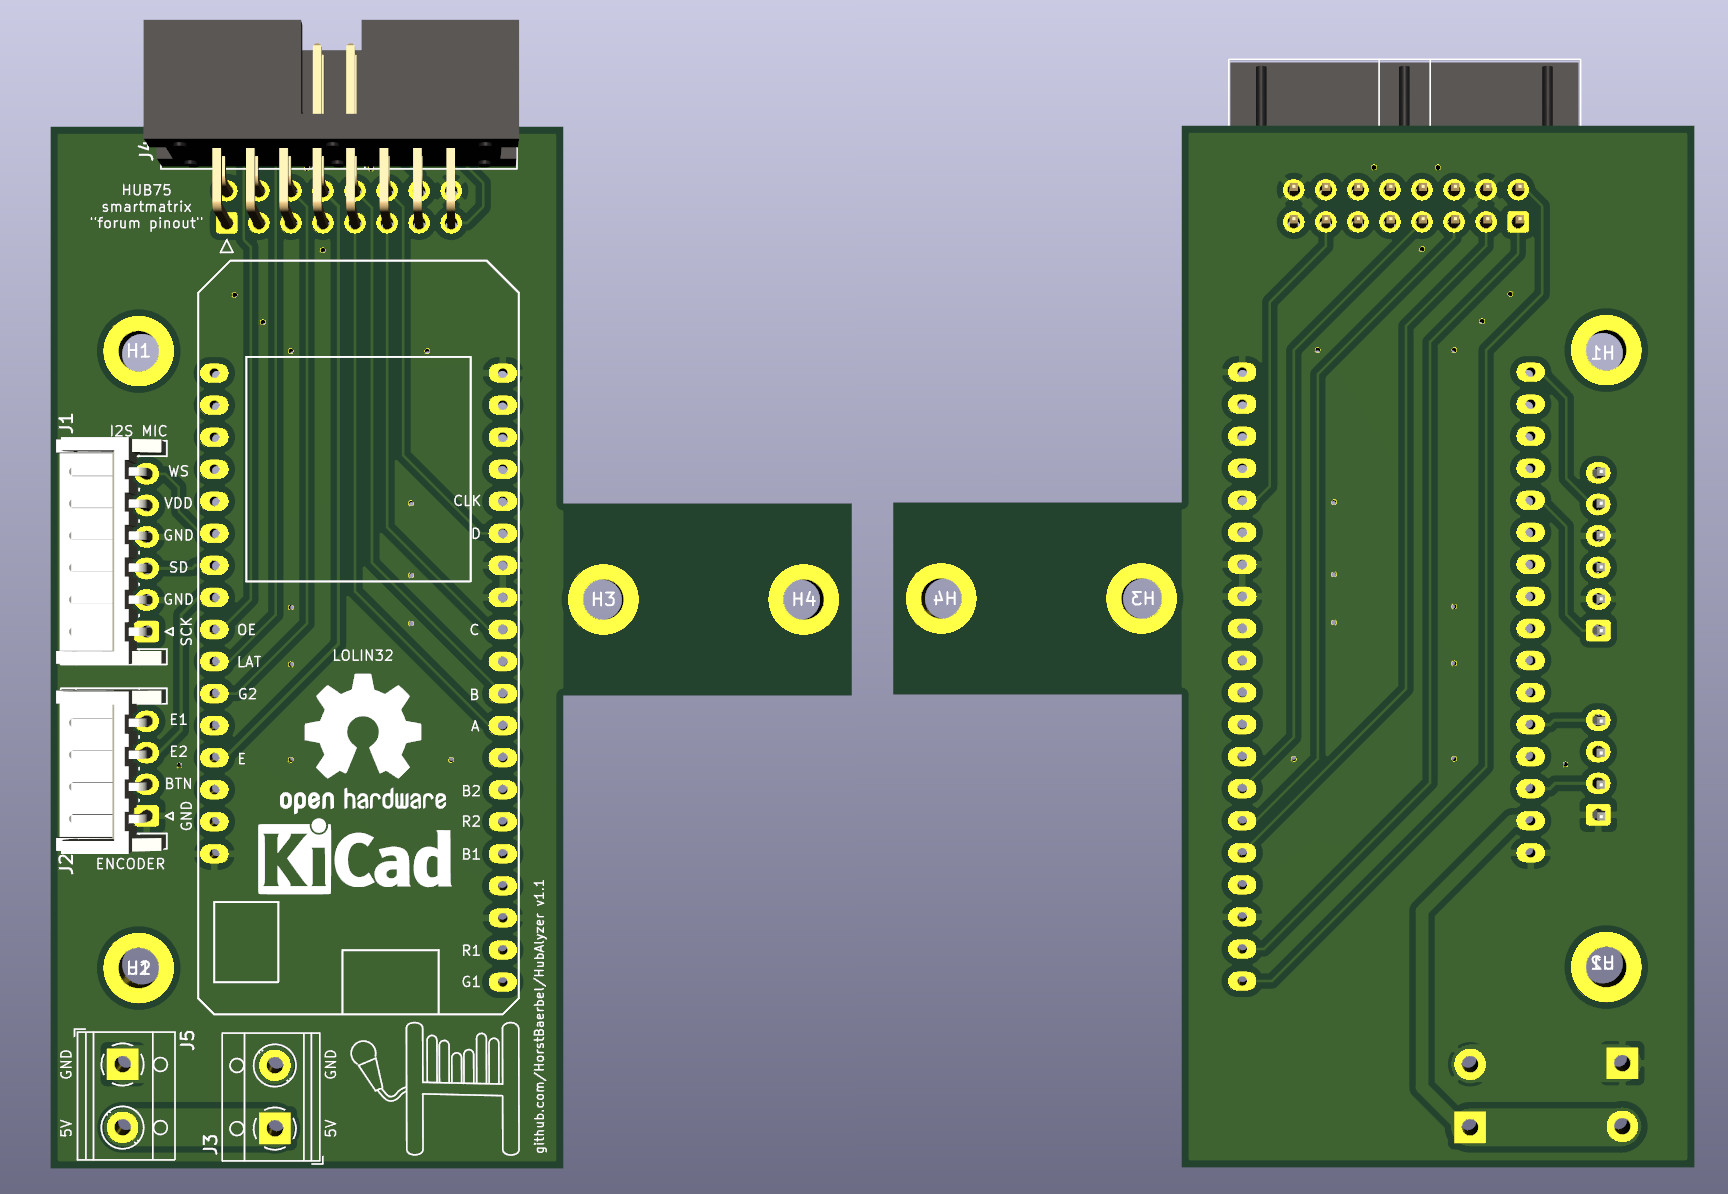 J4
HUB75
smartmatrix
"forum pinout"
H1
J1
I2S MIC
WS
VDD
GND
SD
GND
SCK
E1
E2
BTN
GND
J2
ENCODER
CLK
D
OE
LAT
G2
E
C
B
A
B2
R2
B1
R1
G1
LOLIN32
open hardware
KiCad
github.com/HorstBaerbel/HubAlyzer v1.1
H2
GND
5V
J5
J3
GND
5V
H3
H4
H4
H3
H1
H2